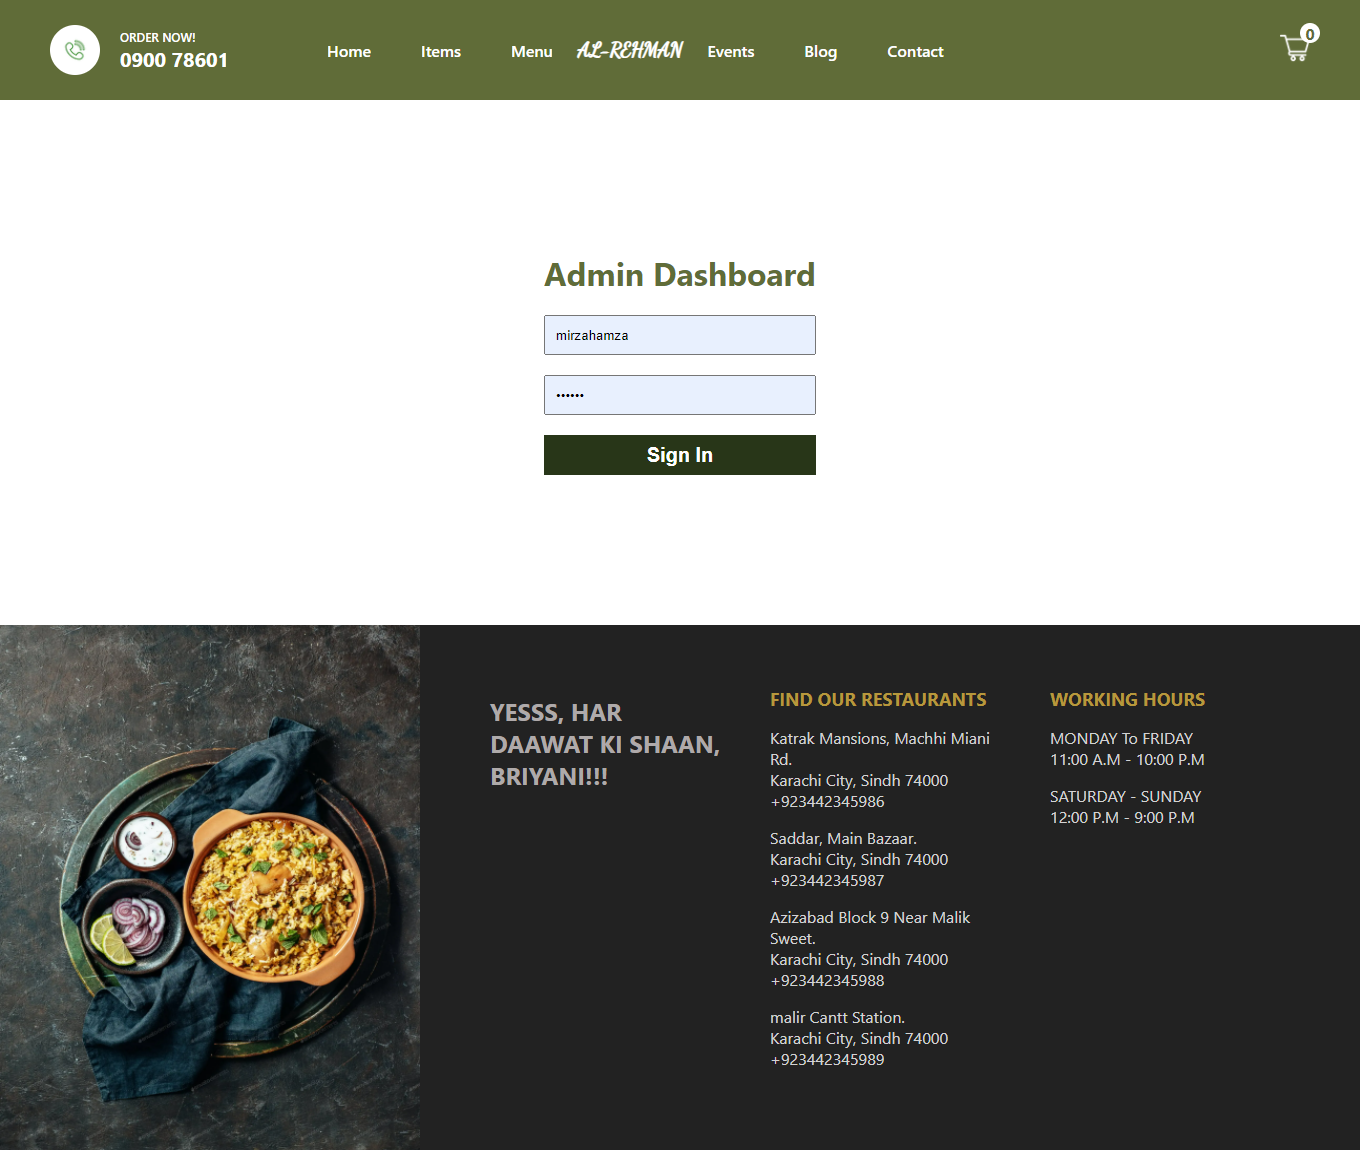 ORDER NOW!
0900 78601
Home
Items
Menu
AL-REHMAN
Events
Blog
Contact
0
Admin Dashboard
mirzahamza
••••••
Sign In
YESSS, HAR
DAAWAT KI SHAAN,
BRIYANI!!!
FIND OUR RESTAURANTS
Katrak Mansions, Machhi Miani
Rd.
Karachi City, Sindh 74000
+923442345986
Saddar, Main Bazaar.
Karachi City, Sindh 74000
+923442345987
Azizabad Block 9 Near Malik
Sweet.
Karachi City, Sindh 74000
+923442345988
malir Cantt Station.
Karachi City, Sindh 74000
+923442345989
WORKING HOURS
MONDAY To FRIDAY
11:00 A.M - 10:00 P.M
SATURDAY - SUNDAY
12:00 P.M - 9:00 P.M